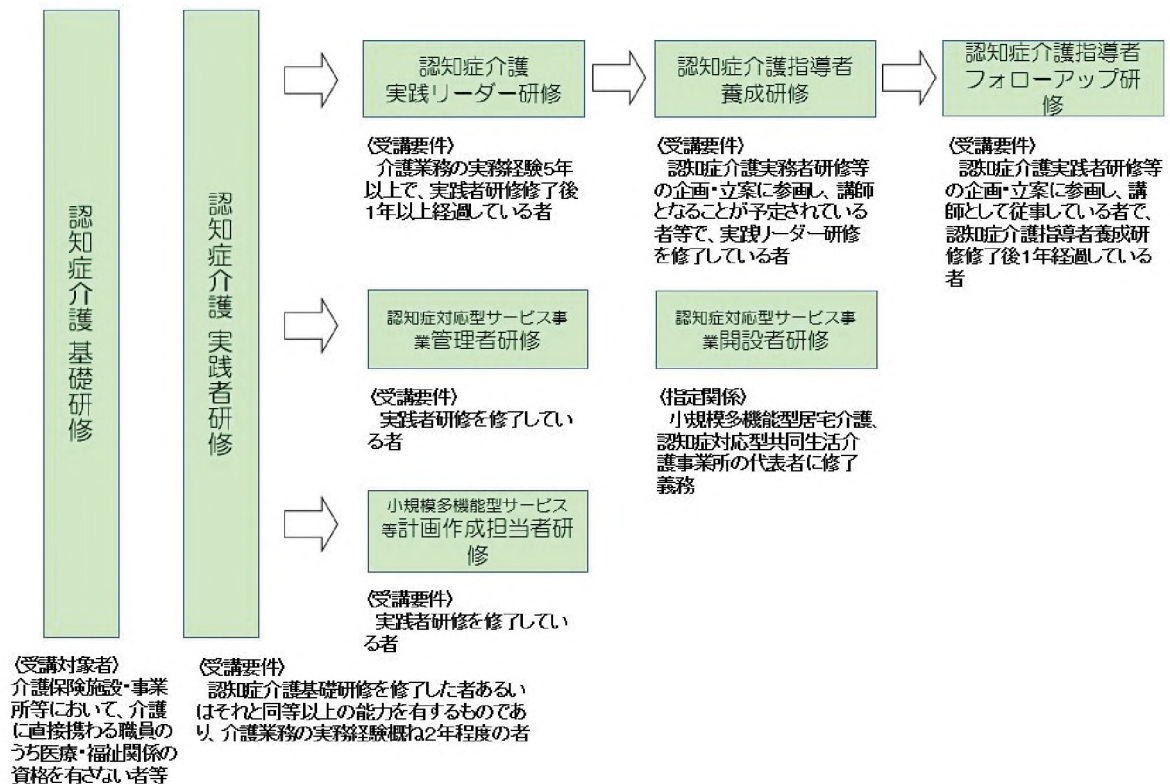 認知症介護 基礎研修
〈受講対象者〉
介護保険施設・事業
所等において、介護
に直接携わる職員の
うち医療・福祉関係の
資格を有さない者等
認知症介護 実践者研修
〈受講要件〉
認知症介護基礎研修を修了した者あるい
はそれと同等以上の能力を有するものであ
り、介護業務の実務経験概ね2年程度の者
認知症介護
実践リーダー研修
〈受講要件〉
介護業務の実務経験5年
以上で、実践者研修修了後
1年以上経過している者
認知症介護指導者
養成研修
〈受講要件〉
認知症介護実務者研修等
の企画・立案に参画し、講師
となることが予定されている
者等で、実践リーダー研修
を修了している者
認知症介護指導者
フォローアップ研
修
〈受講要件〉
認知症介護実践者研修等
の企画・立案に参画し、講
師として従事している者で、
認知症介護指導者養成研
修修了後1年経過している
者
認知症対応型サービス事
業管理者研修
〈受講要件〉
実践者研修を修了してい
る者
認知症対応型サービス事
業開設者研修
〈指定関係〉
小規模多機能型居宅介護、
認知症対応型共同生活介
護事業所の代表者に修了
義務
小規模多機能型サービス
等計画作成担当者研
修
〈受講要件〉
実践者研修を修了してい
る者